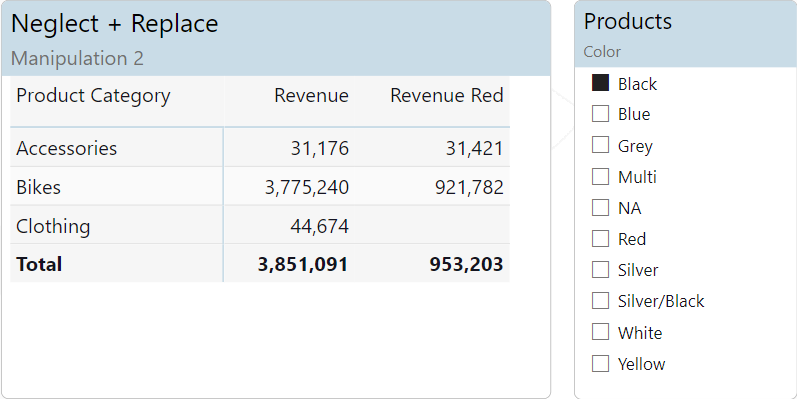 Neglect + Replace
Manipulation 2
Product Category Revenue Revenue Red
Accessories 31,176 31,421
Bikes 3,775,240 921,782
Clothing 44,674
Total 3,851,091 953,203
Products
Color
Black
Blue
Grey
Multi
NA
Red
Silver
Silver/Black
White
Yellow